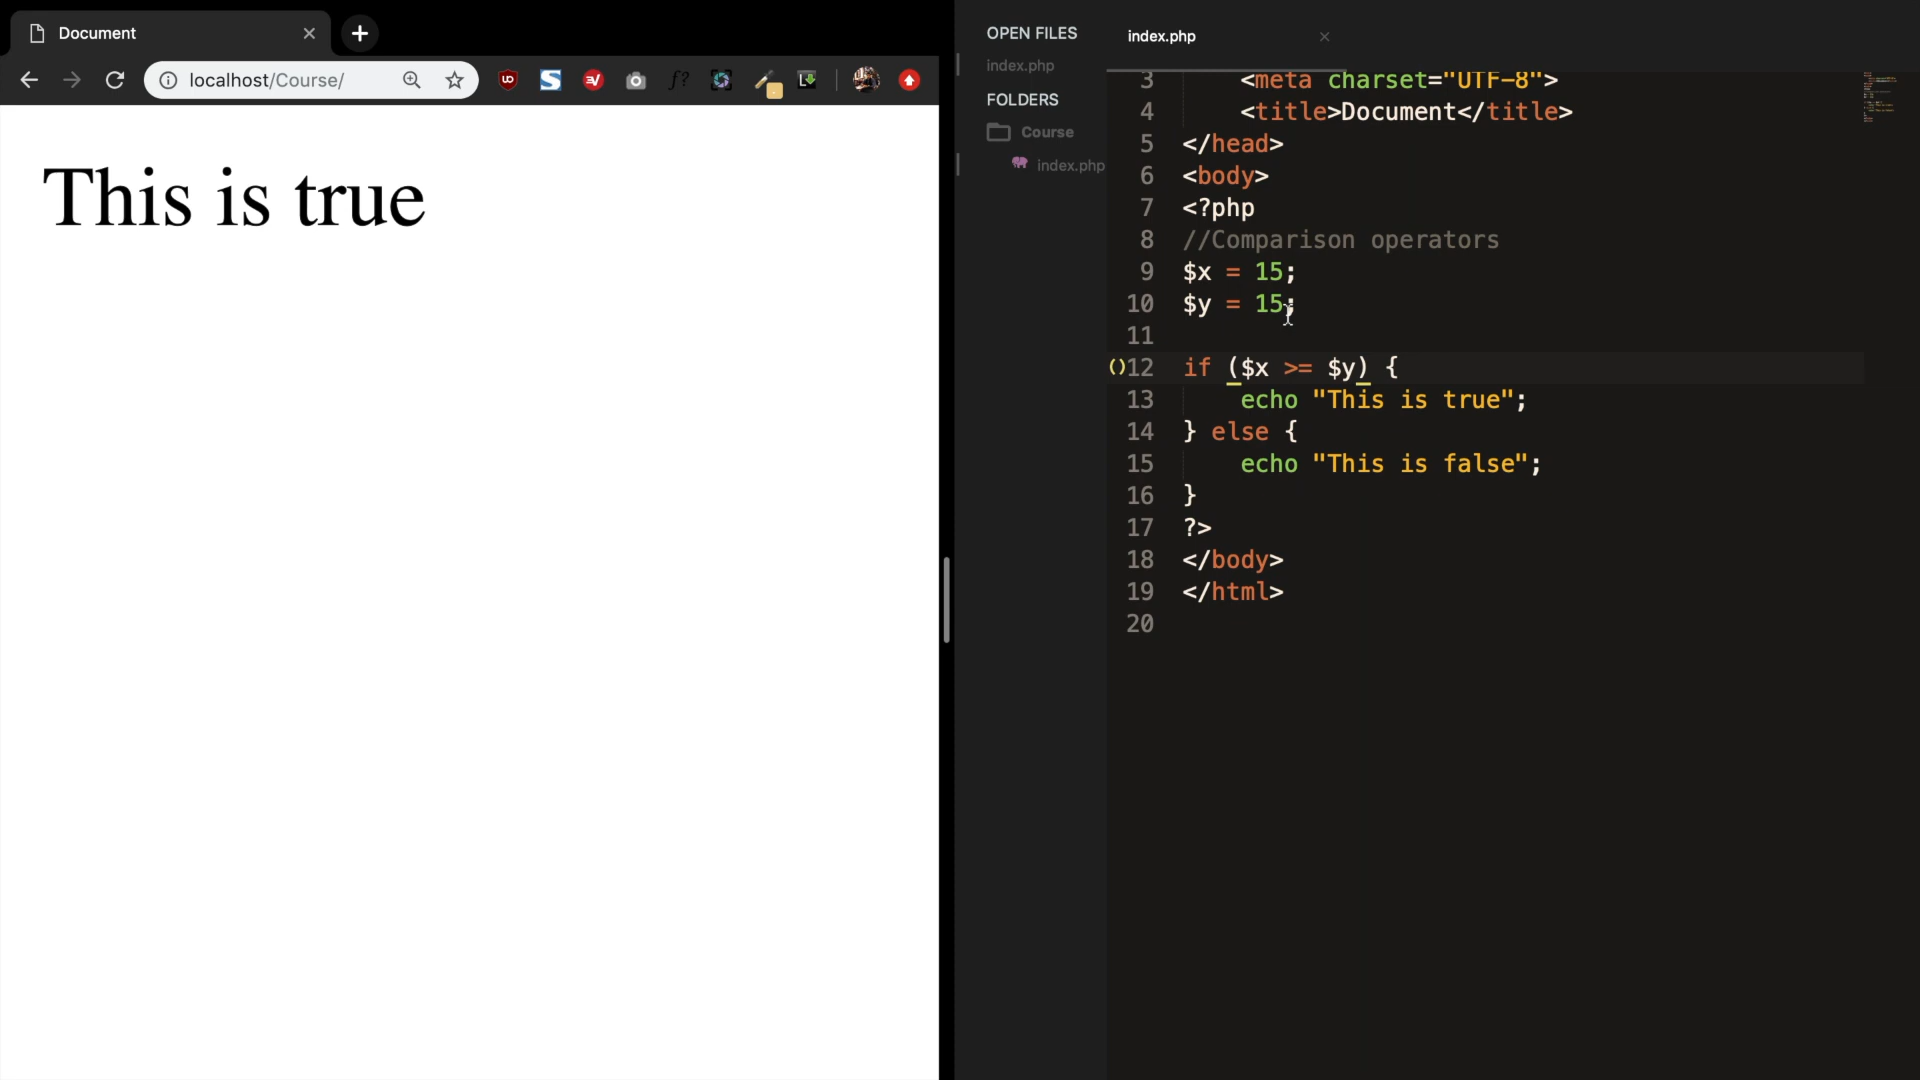 Document
localhost/Course/
This is true
OPEN FILES
index.php
FOLDERS
Course
index.php
index.php
3 <meta charset="UTF-8">
4 <title>Document</title>
5 </head>
6 <body>
7 <?php
8 //Comparison operators
9 $x = 15;
10 $y = 15;
11
12 if ($x >= $y) {
13 echo "This is true";
14 } else {
15 echo "This is false";
16 }
17 ?>
18 </body>
19 </html>
20